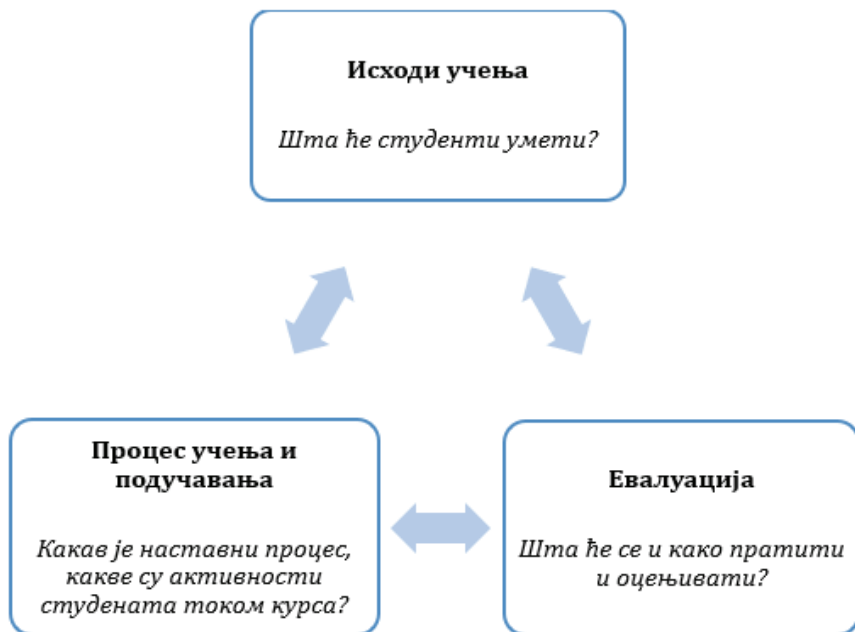 Исходи учења
Шта ће студенти умети?
Процес учења и
подучавања
Какав је наставни процес,
какве су активности
студената током курса?
Евалуација
Шта ће се и како пратити
и оцењивати?